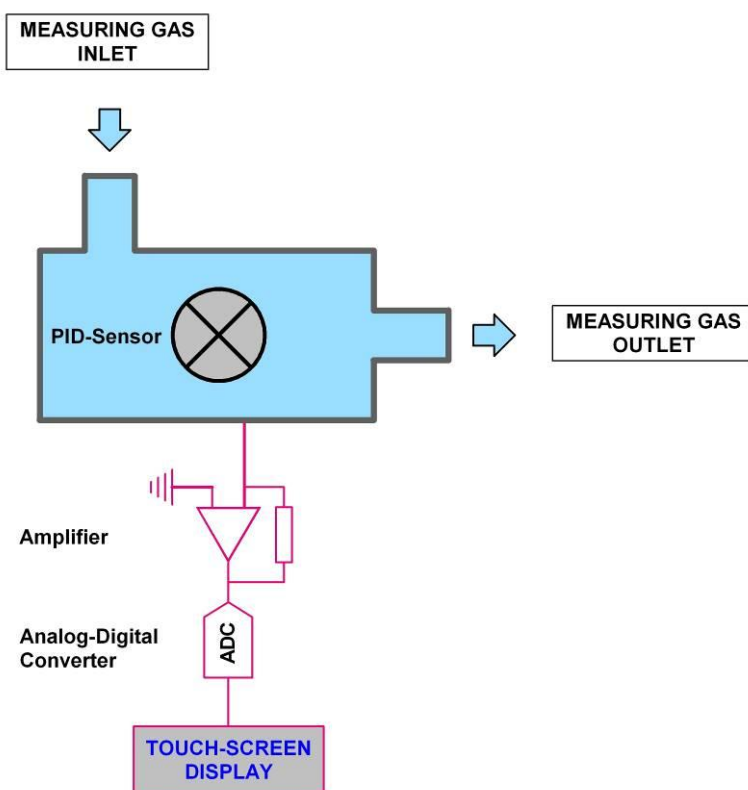 MEASURING GAS
INLET
PID-Sensor
MEASURING GAS
OUTLET
Amplifier
Analog-Digital
Converter
ADC
TOUCH-SCREEN
DISPLAY